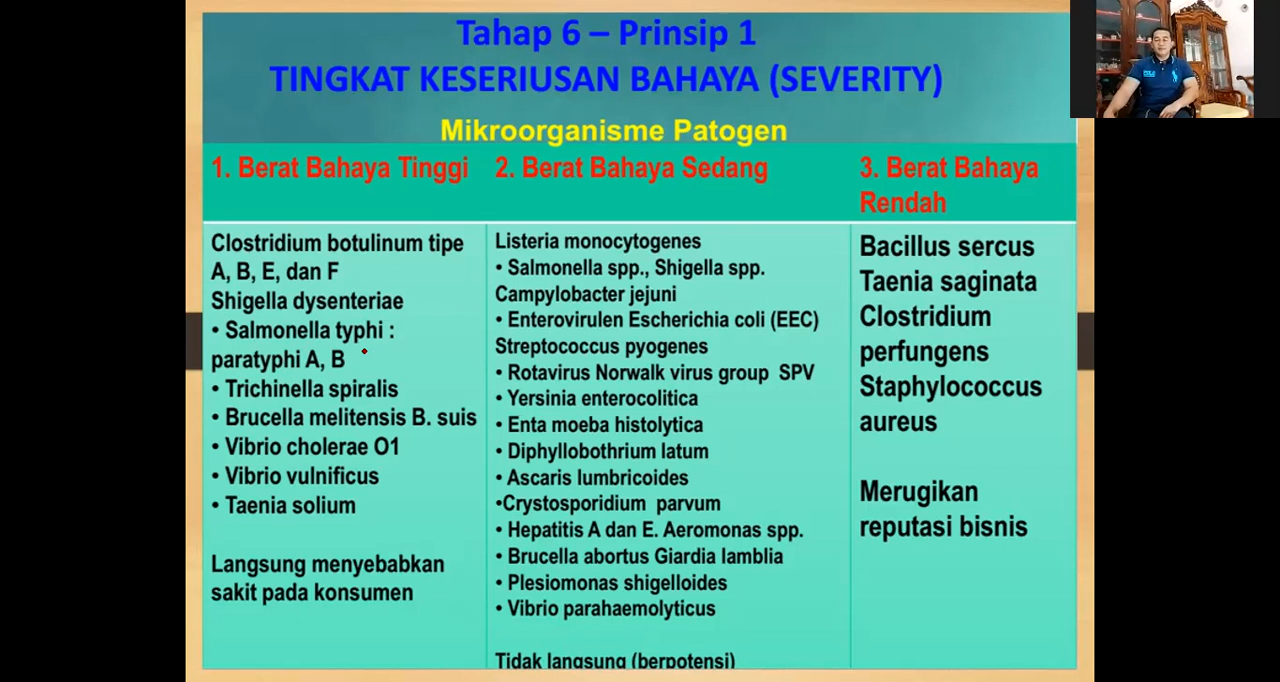 Tahap 6 – Prinsip 1
TINGKAT KESERIUSAN BAHAYA (SEVERITY)
Mikroorganisme Patogen
1. Berat Bahaya Tinggi
Clostridium botulinum tipe
A, B, E, dan F
Shigella dysenteriae
• Salmonella typhi :
paratyphi A, B
• Trichinella spiralis
• Brucella melitensis B. suis
• Vibrio cholerae O1
• Vibrio vulnificus
• Taenia solium
Langsung menyebabkan
sakit pada konsumen
2. Berat Bahaya Sedang
Listeria monocytogenes
• Salmonella spp., Shigella spp.
Campylobacter jejuni
• Enterovirulen Escherichia coli (EEC)
Streptococcus pyogenes
• Rotavirus Norwalk virus group SPV
• Yersinia enterocolitica
• Enta moeba histolytica
• Diphyllobothrium latum
• Ascaris lumbricoides
•Crystosporidium parvum
• Hepatitis A dan E. Aeromonas spp.
• Brucella abortus Giardia lamblia
• Plesiomonas shigelloides
• Vibrio parahaemolyticus
Tidak langsung (berpotensi)
3. Berat Bahaya
Rendah
Bacillus sercus
Taenia saginata
Clostridium
perfungens
Staphylococcus
aureus
Merugikan
reputasi bisnis